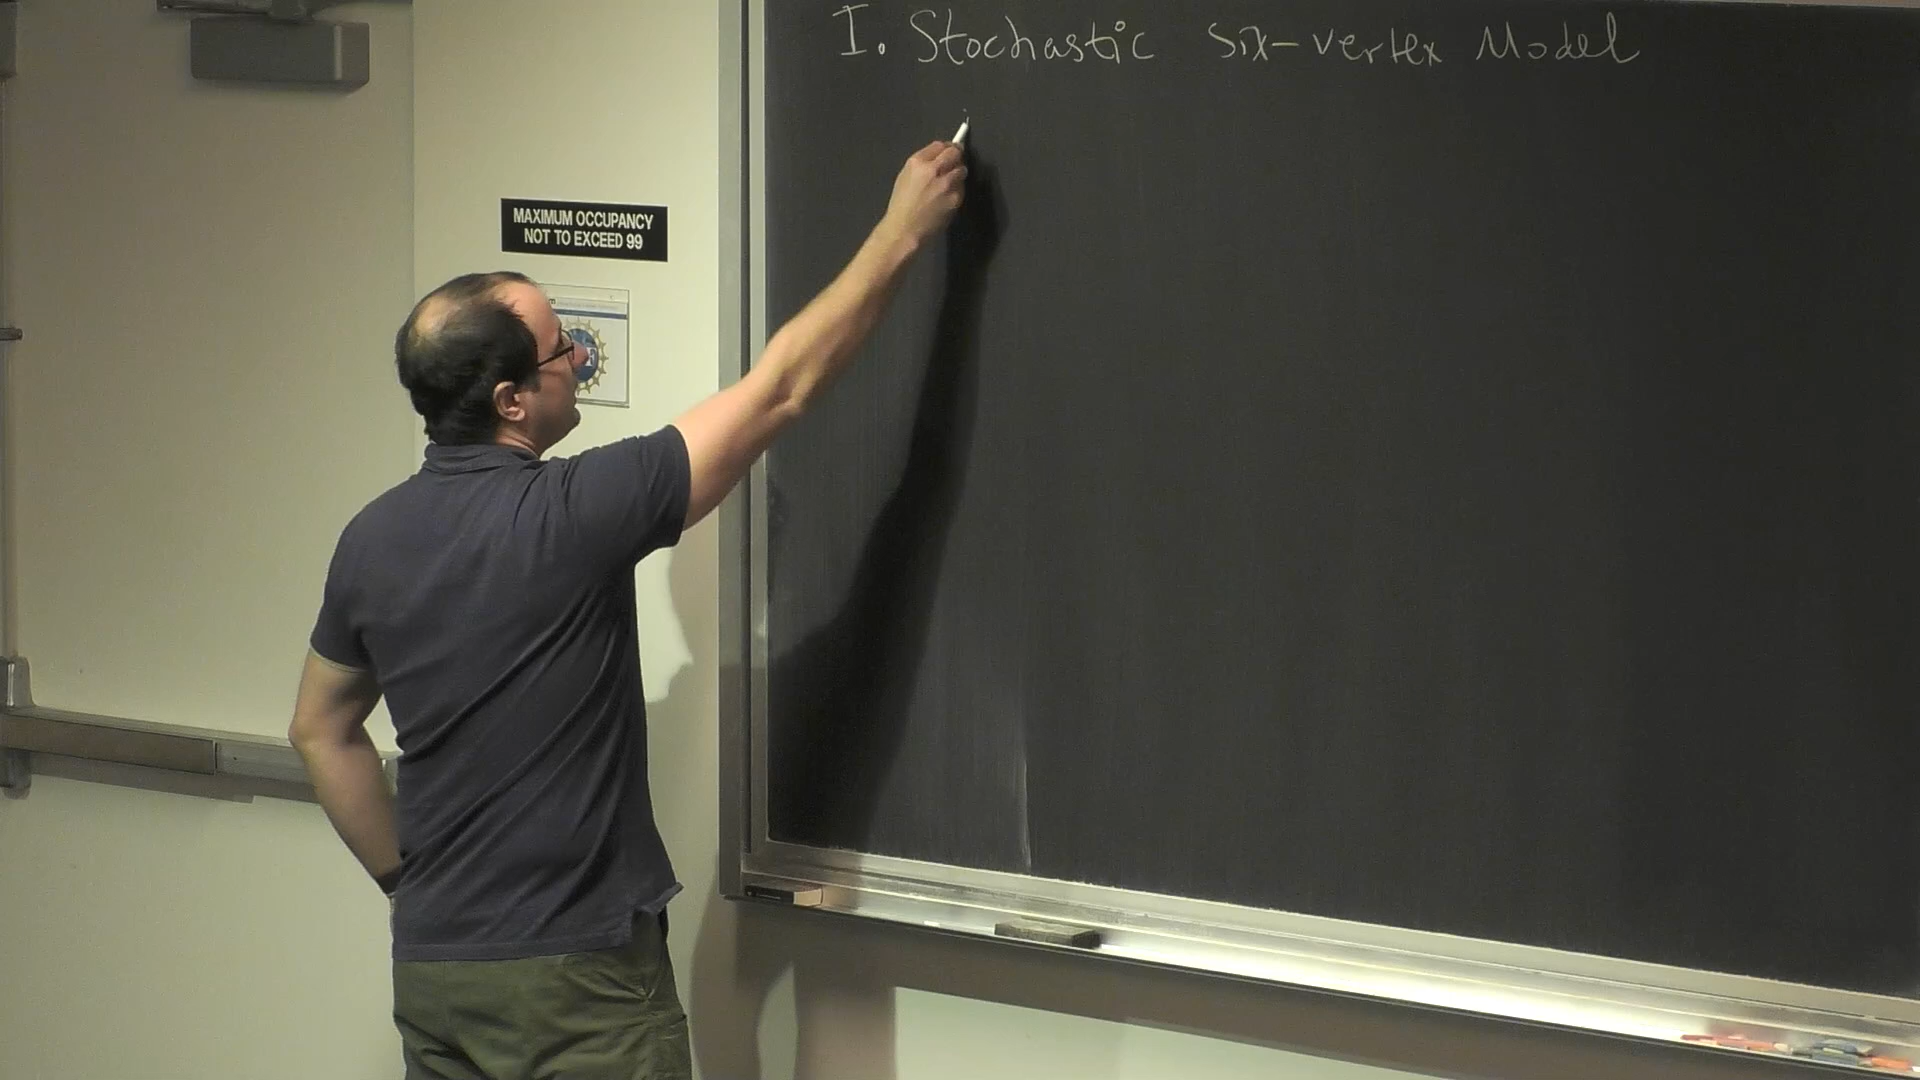 I. Stochastic six-vertex Model
MAXIMUM OCCUPANCY
NOT TO EXCEED 99